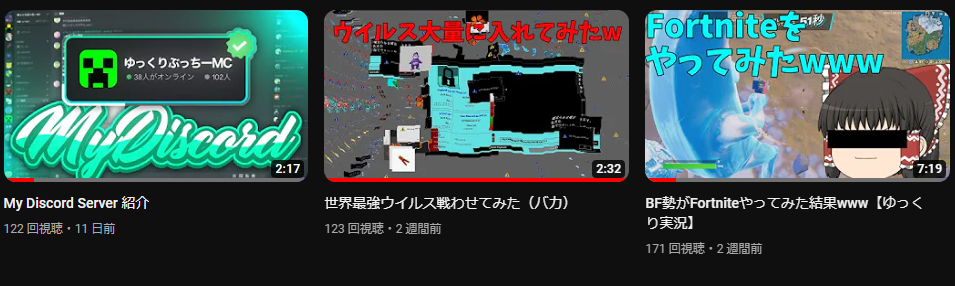 ゆっくりぶっちーMC
38人がオンライン 102人
MyDiscord
2:17
My Discord Server 紹介
122 回視聴・11 日前
ウイルス大量に入れてみたw
2:32
世界最強ウイルス戦わせてみた（バカ）
123 回視聴・2 週間前
Fortniteを
51秒
やってみたwww
7:19
BF勢がFortniteやってみた結果www【ゆっく
り実況】
171 回視聴・2 週間前